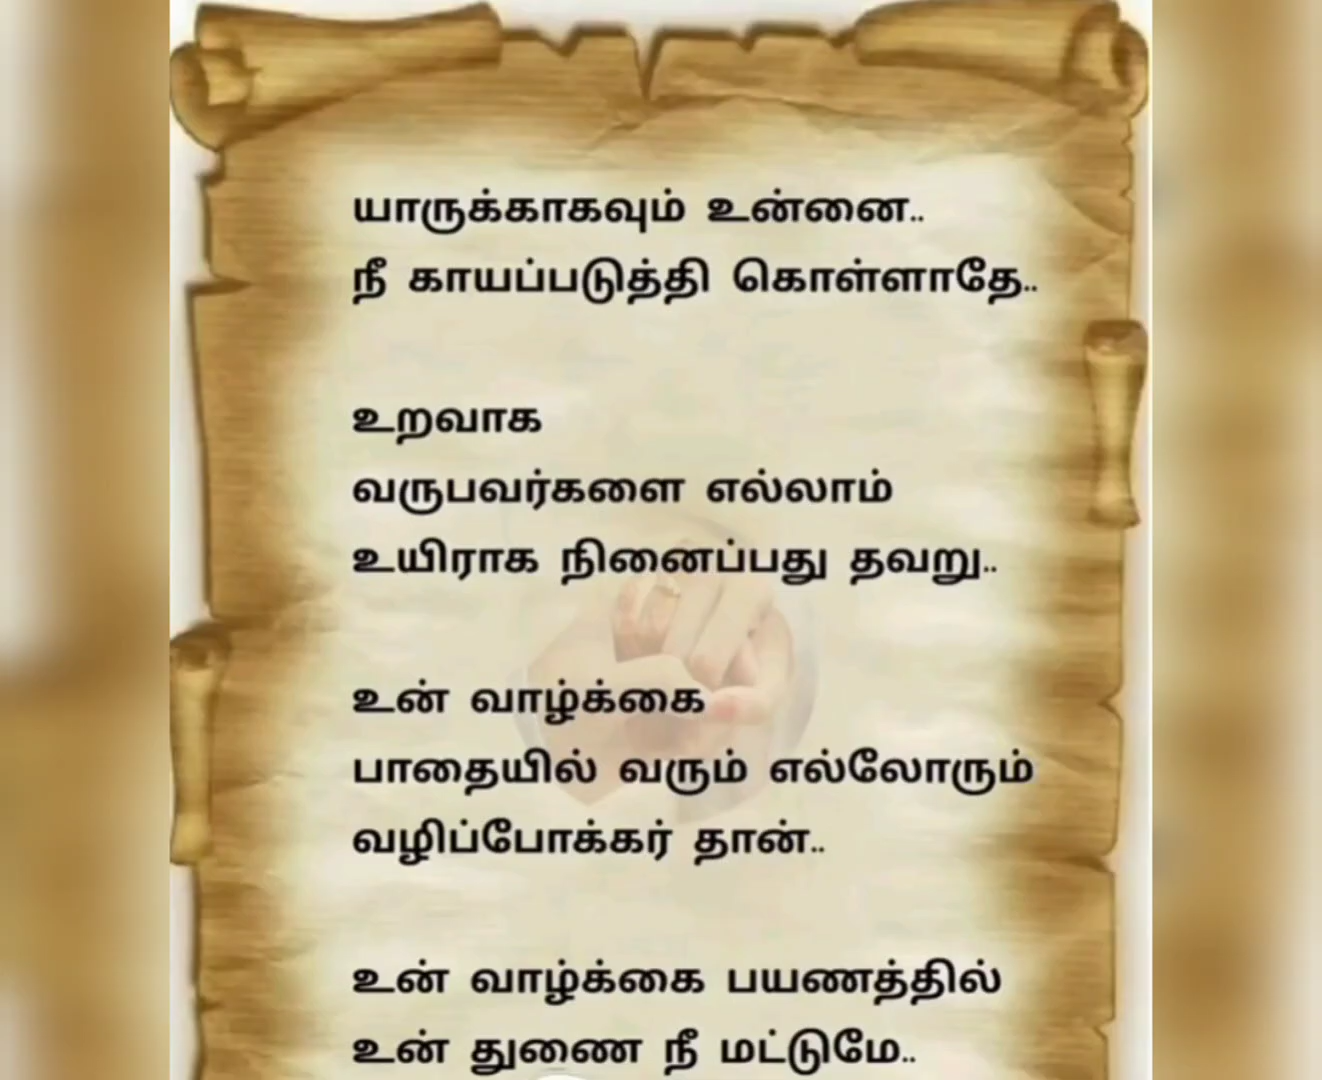 யாருக்காகவும் உன்னை..
நீ காயப்படுத்தி கொள்ளாதே..
உறவாக
வருபவர்களை எல்லாம்
உயிராக நினைப்பது தவறு..
உன் வாழ்க்கை
பாதையில் வரும் எல்லோரும்
வழிப்போக்கர் தான்..
உன் வாழ்க்கை பயணத்தில்
உன் துணை நீ மட்டுமே..